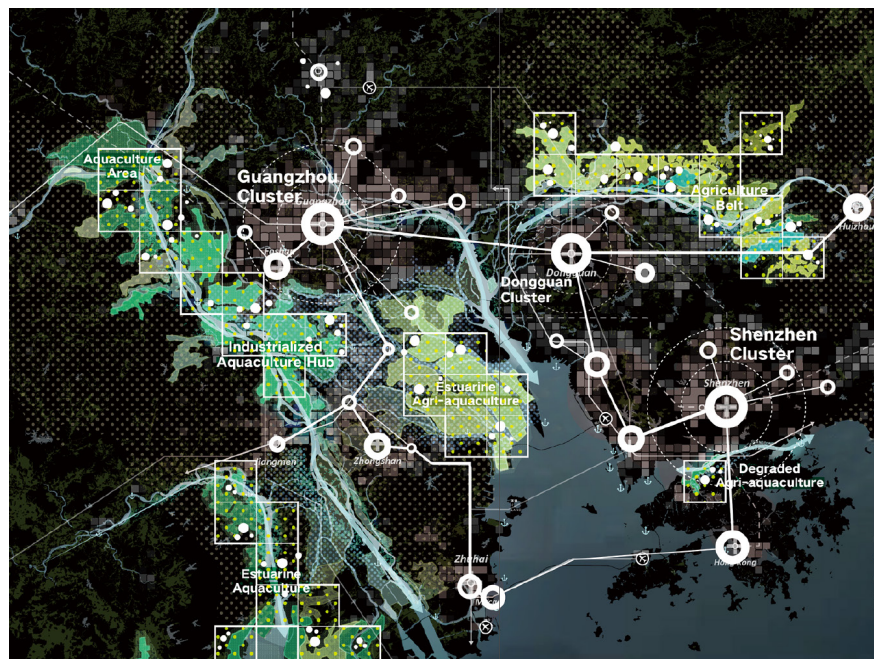 Aquaculture
Area
Guangzhou
Cluster
Guangzhou
Foshan
Agriculture
Belt
Huizhou
Dongguan
Dongguan
Cluster
Industrialized
Aquaculture Hub
Estuarine
Agri-aquaculture
Shenzhen
Cluster
Shenzhen
Jiangmen
Zhongshan
Degraded
Agri-aquaculture
Zhuhai
Estuarine
Aquaculture
Hong Kong